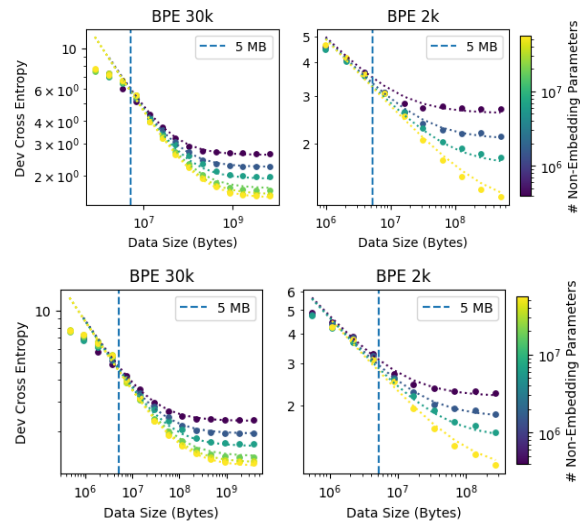 BPE 30k
BPE 2k
Dev Cross Entropy
10
6 × 10⁰
3 × 10⁰
2 × 10⁰
5 MB
10⁷
10⁹
Data Size (Bytes)
5
4
3
2
5 MB
10⁶
10⁷
10⁸
Data Size (Bytes)
10⁷
10⁶
# Non-Embedding Parameters
BPE 30k
BPE 2k
Dev Cross Entropy
10
5 MB
10⁶
10⁷
10⁸
10⁹
Data Size (Bytes)
6
5
4
3
2
5 MB
10⁶
10⁷
10⁸
Data Size (Bytes)
10⁷
10⁶
# Non-Embedding Parameters